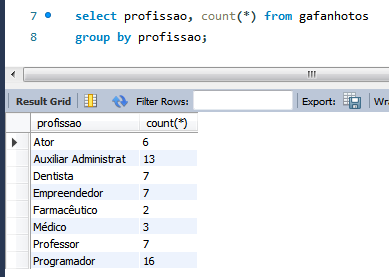 7 select profissao, count(*) from gafanhotos
8 group by profissao;
Result Grid Filter Rows: Export: Wra
profissao count(*)
Ator 6
Auxiliar Administrat 13
Dentista 7
Empreendedor 7
Farmacêutico 2
Médico 3
Professor 7
Programador 16